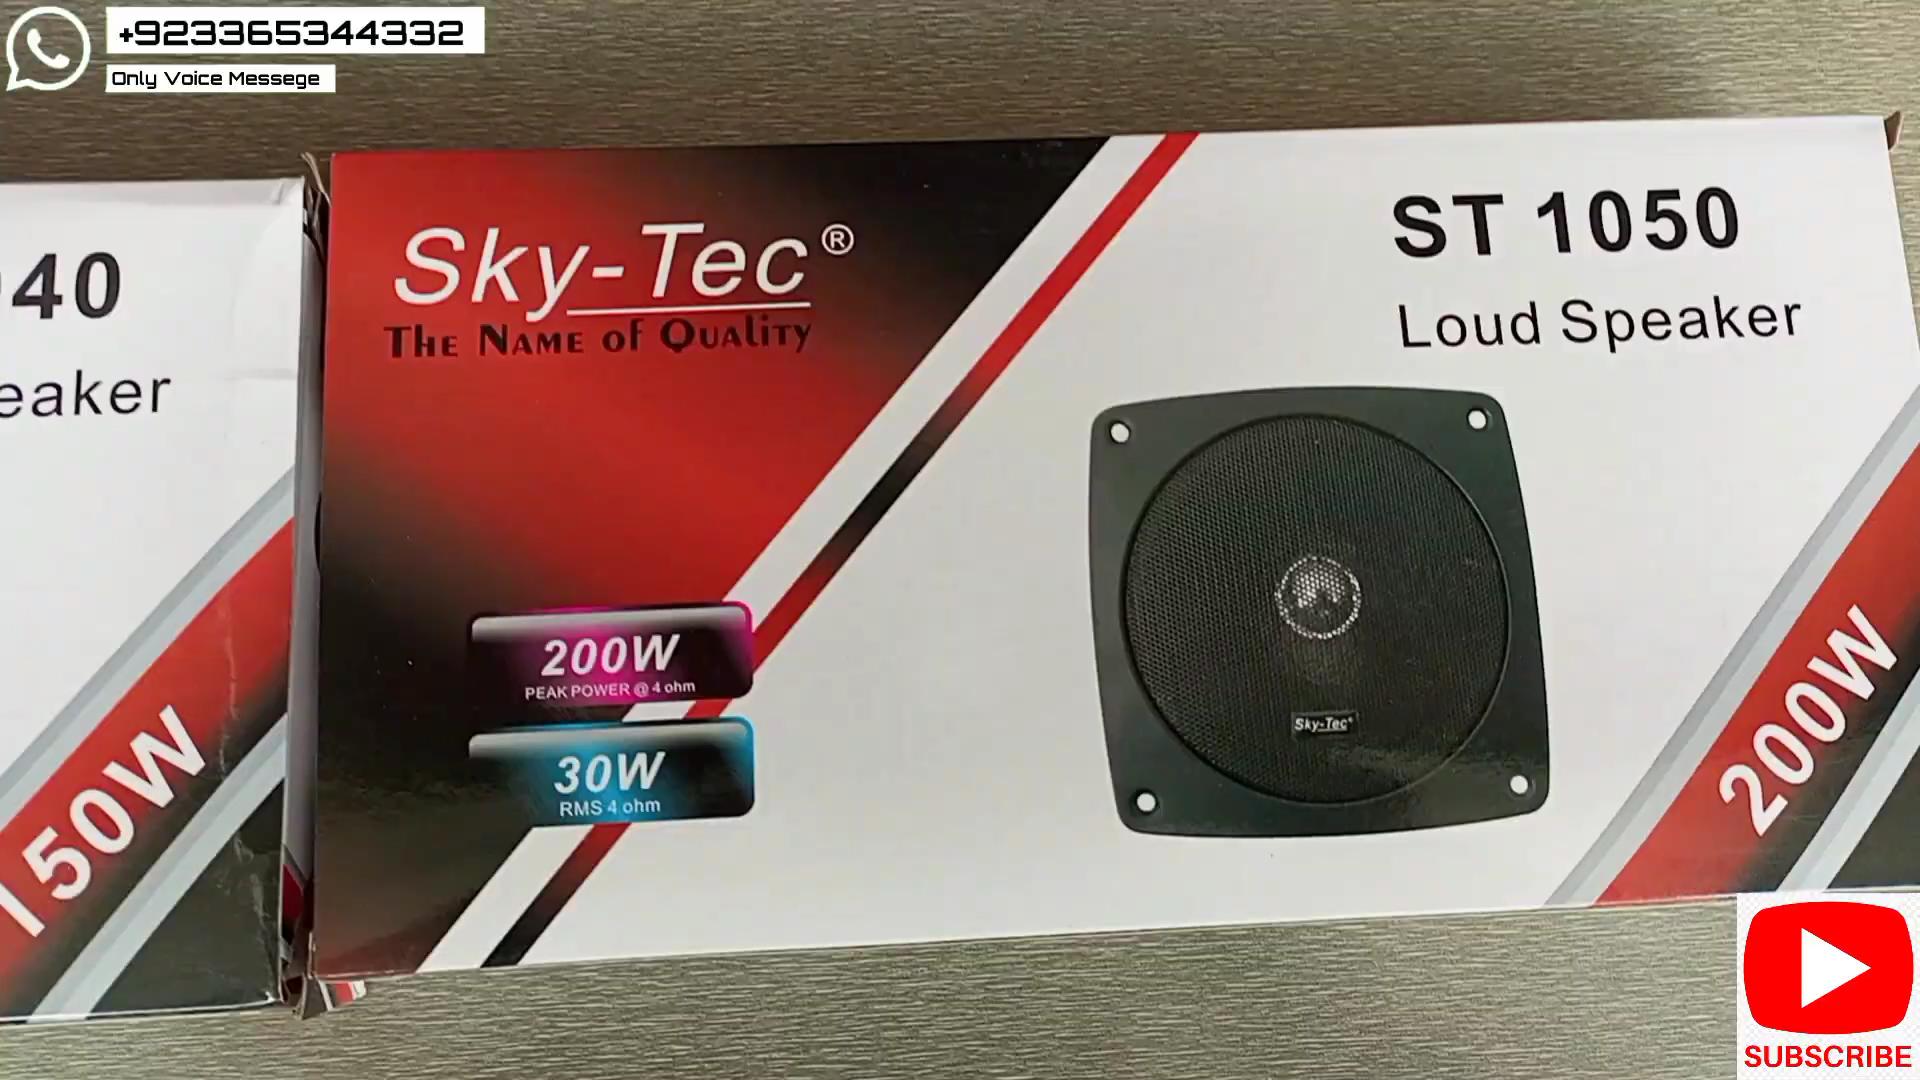 +923365344332
Only Voice Messege
40
eaker
150W
Sky-Tec®
The Name of Quality
200W
PEAK POWER @ 4 ohm
30W
RMS 4 ohm
ST 1050
Loud Speaker
Sky-Tec
200W
SUBSCRIBE